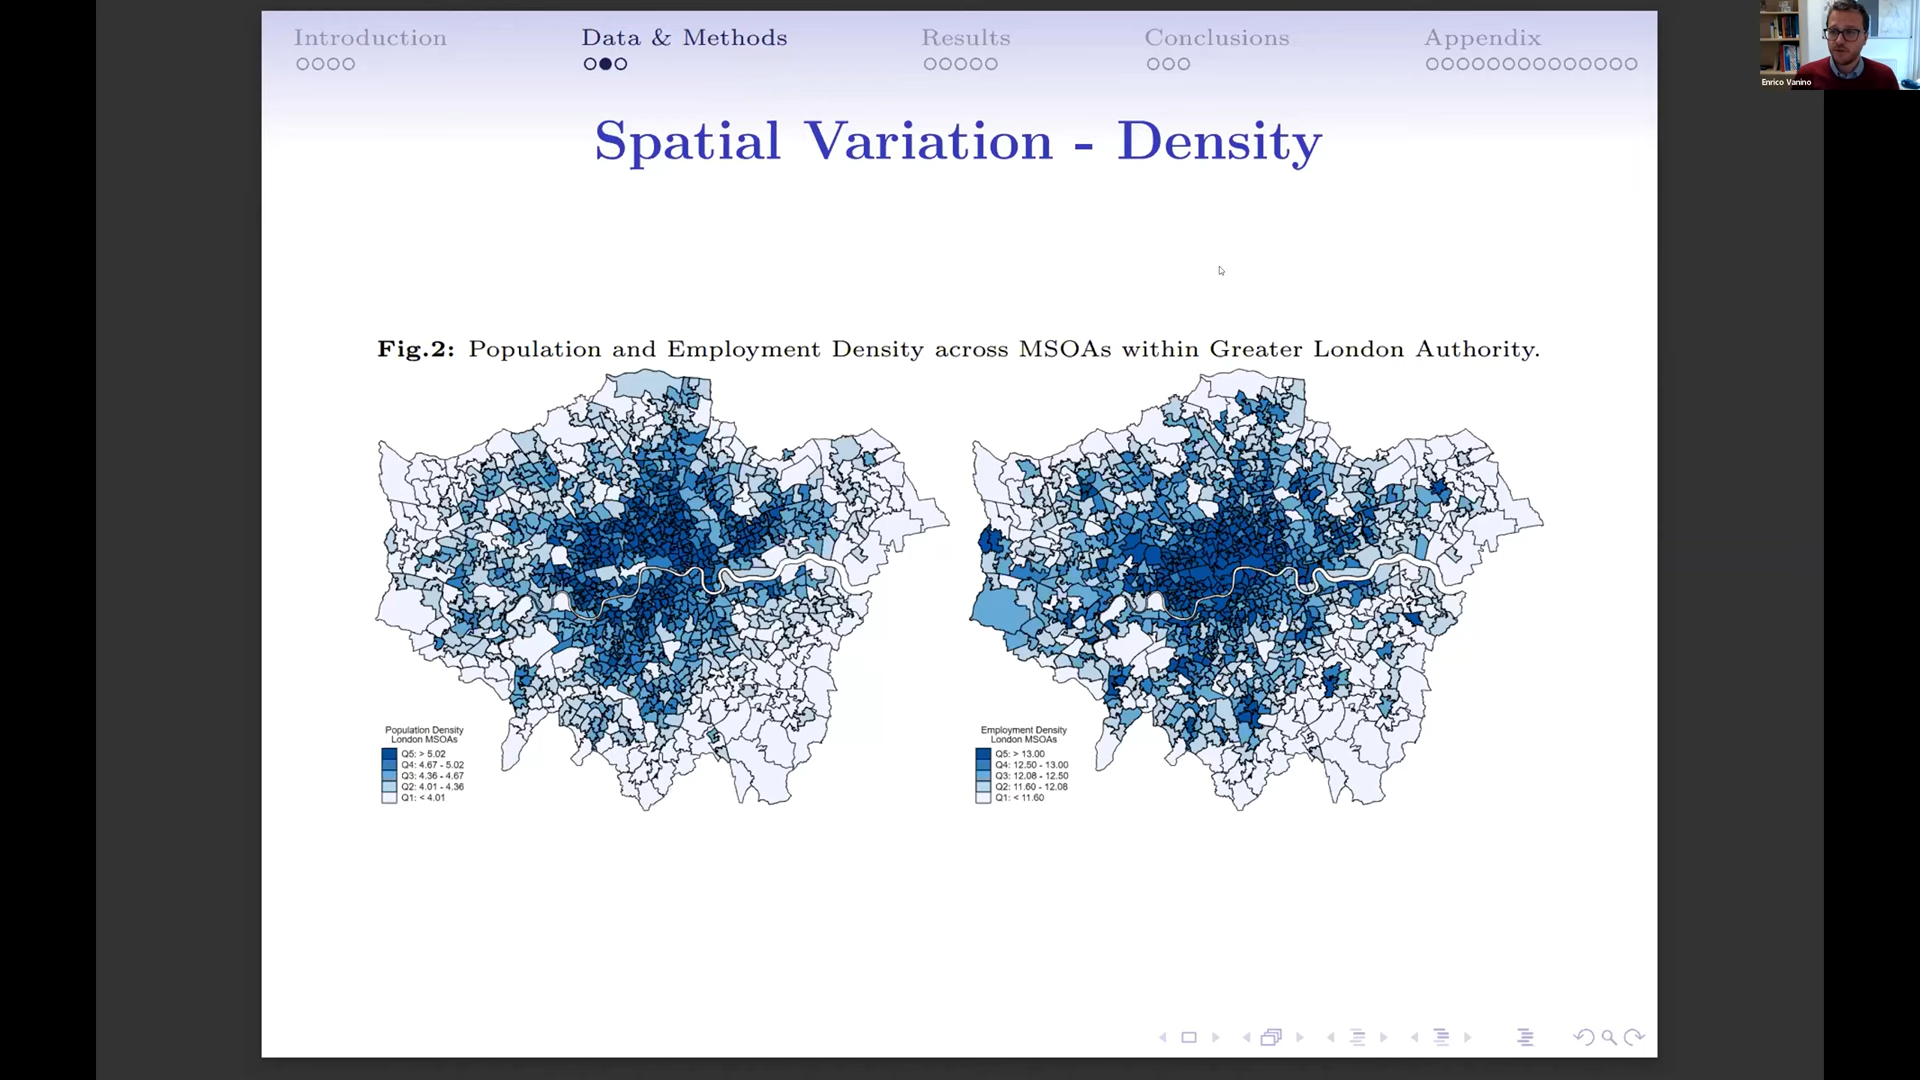 Introduction
Data & Methods
Results
Conclusions
Appendix
Enrico Vanino
Spatial Variation - Density
Fig.2: Population and Employment Density across MSOAs within Greater London Authority.
Population Density
London MSOAs
Q5: > 5.02
Q4: 4.67 - 5.02
Q3: 4.36 - 4.67
Q2: 4.01 - 4.36
Q1: < 4.01
Employment Density
London MSOAs
Q5: > 13.00
Q4: 12.50 - 13.00
Q3: 12.08 - 12.50
Q2: 11.60 - 12.08
Q1: < 11.60